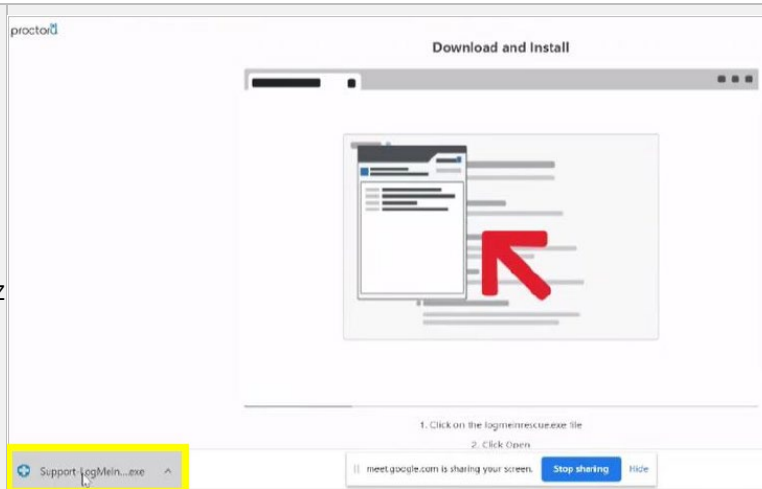 proctorU
Download and Install
Z
1. Click on the logmeinrescue.exe file
2. Click Open
Support-LogMeIn....exe
meet.google.com is sharing your screen.
Stop sharing
Hide